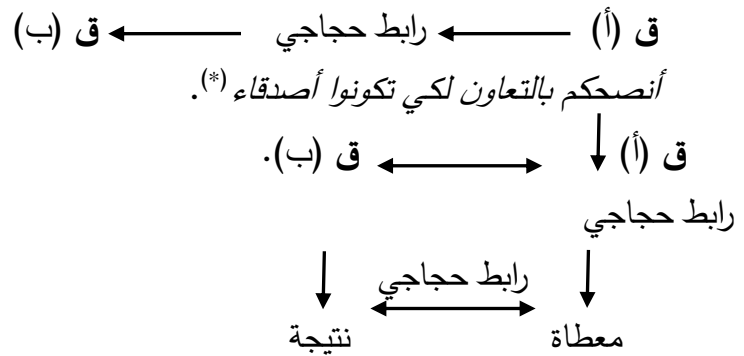 ق (أ) رابط حجاجي ق (ب)
أنصحكم بالتعاون لكي تكونوا أصدقاء (*).
ق (أ) ق (ب).
رابط حجاجي
رابط حجاجي
معطاة نتيجة